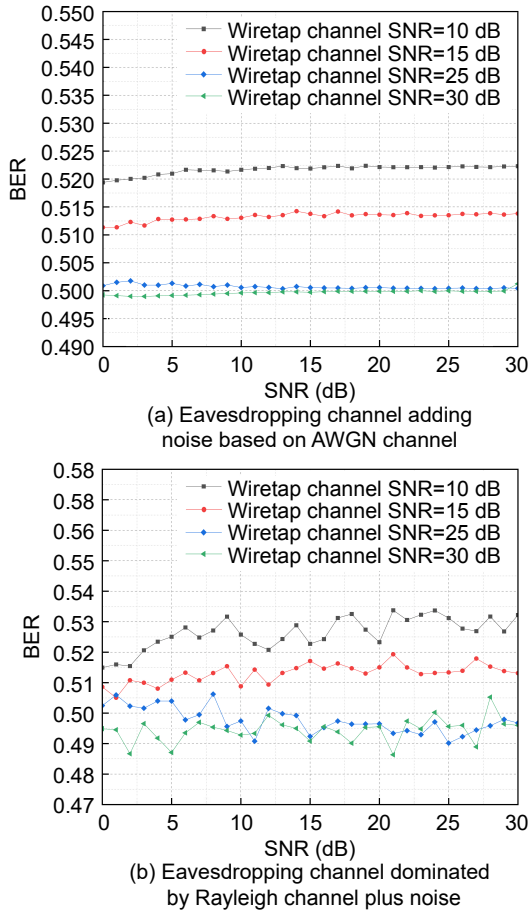 0.550
0.545
0.540
0.535
0.530
0.525
0.520
0.510
0.515
0.505
0.500
0.495
0.490
BER
Wiretap channel SNR=10 dB
Wiretap channel SNR=15 dB
Wiretap channel SNR=25 dB
Wiretap channel SNR=30 dB
0 5 10 15 20 25 30
SNR (dB)
(a) Eavesdropping channel adding
noise based on AWGN channel
0.58
0.58
0.56
0.55
0.54
0.53
0.52
0.51
0.50
0.49
0.48
0.47
BER
Wiretap channel SNR=10 dB
Wiretap channel SNR=15 dB
Wiretap channel SNR=25 dB
Wiretap channel SNR=30 dB
0 5 10 15 20 25 30
SNR (dB)
(b) Eavesdropping channel dominated
by Rayleigh channel plus noise